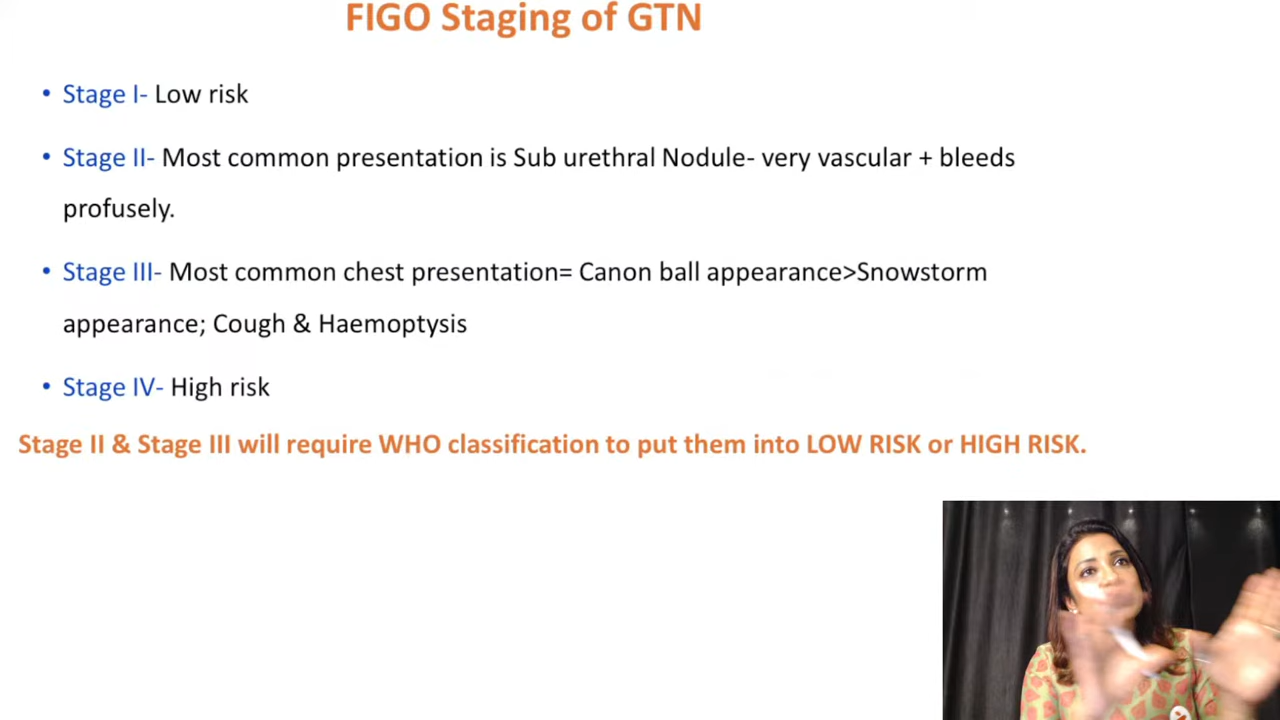 FIGO Staging of GTN
• Stage I- Low risk
• Stage II- Most common presentation is Sub urethral Nodule- very vascular + bleeds
profusely.
• Stage III- Most common chest presentation= Canon ball appearance>Snowstorm
appearance; Cough & Haemoptysis
• Stage IV- High risk
Stage II & Stage III will require WHO classification to put them into LOW RISK or HIGH RISK.